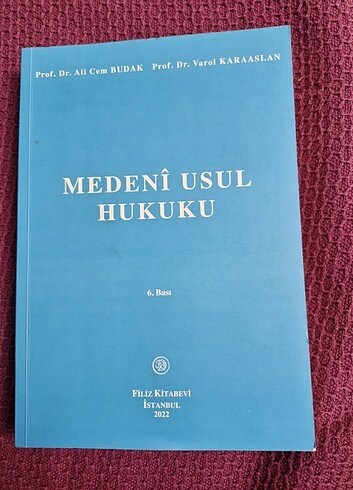 Prof. Dr. Ali Cem BUDAK Prof. Dr. Varol KARAASLAN
MEDENÎ USUL
HUKUKU
6. Bası
FİLİZ KİTABEVİ
İSTANBUL
2022